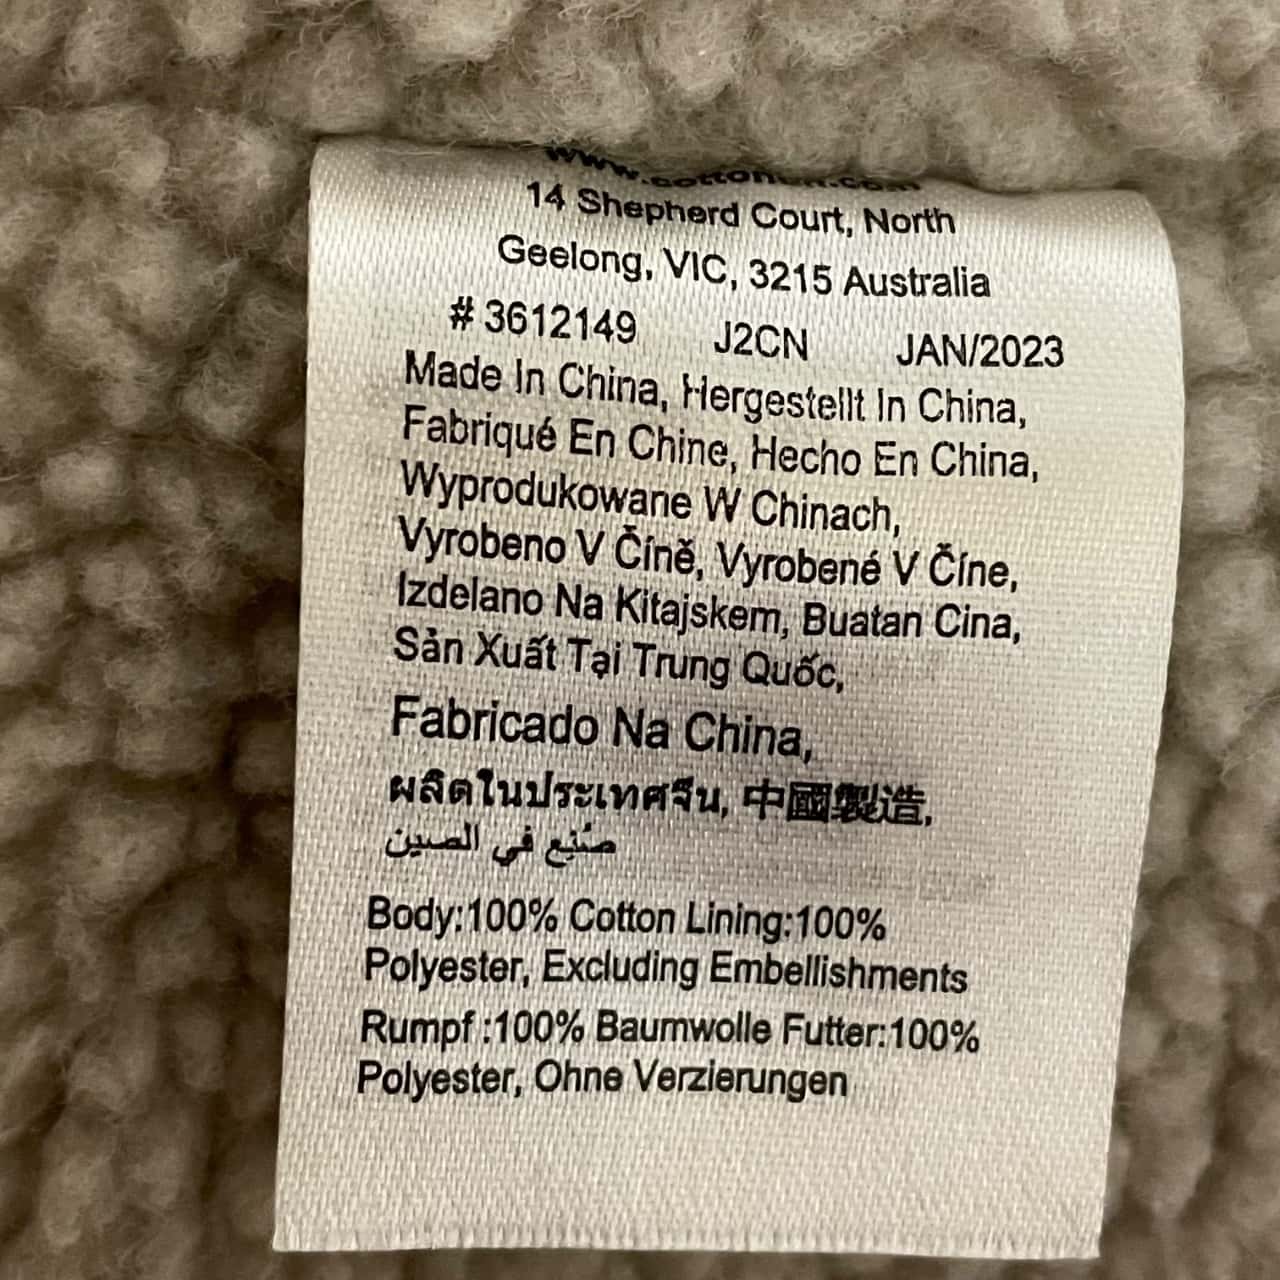 14 Shepherd Court, North
Geelong, VIC, 3215 Australia
# 3612149 J2CN JAN/2023
Made In China, Hergestellt In China,
Fabriqué En Chine, Hecho En China,
Wyprodukowane W Chinach,
Vyrobeno V Číně, Vyrobené V Číne,
Izdelano Na Kitajskem, Buatan Cina,
Sản Xuất Tại Trung Quốc,
Fabricado Na China,
ผลิตในประเทศจีน, 中國製造,
صُنِع في الصين
Body:100% Cotton Lining:100%
Polyester, Excluding Embellishments
Rumpf :100% Baumwolle Futter:100%
Polyester, Ohne Verzierungen